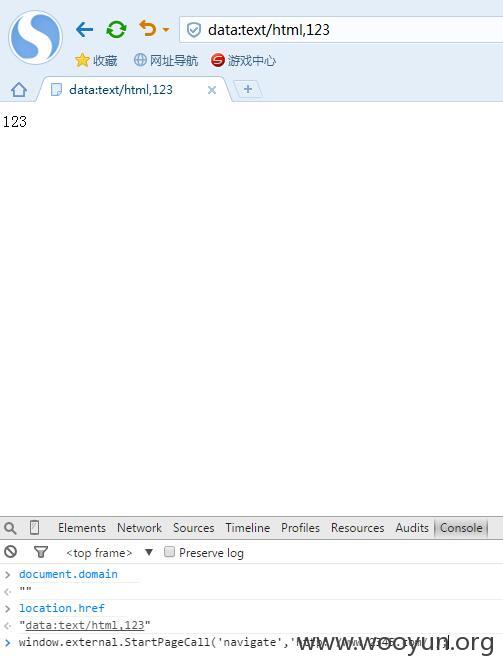 data:text/html,123
收藏 网址导航 游戏中心
data:text/html,123
123
Elements Network Sources Timeline Profiles Resources Audits Console
<top frame> Preserve log
document.domain
""
location.href
"data:text/html,123"
window.external.StartPageCall('navigate','
www.wooyun.org